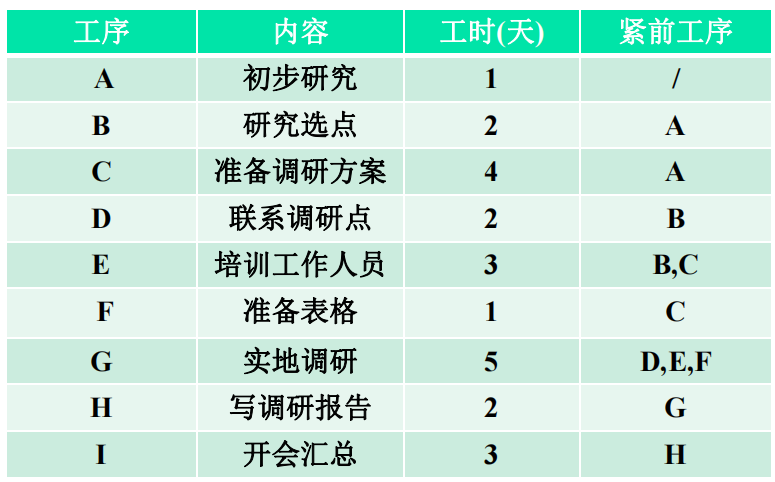 工序 内容 工时(天) 紧前工序
A 初步研究 1 /
B 研究选点 2 A
C 准备调研方案 4 A
D 联系调研点 2 B
E 培训工作人员 3 B,C
F 准备表格 1 C
G 实地调研 5 D,E,F
H 写调研报告 2 G
I 开会汇总 3 H